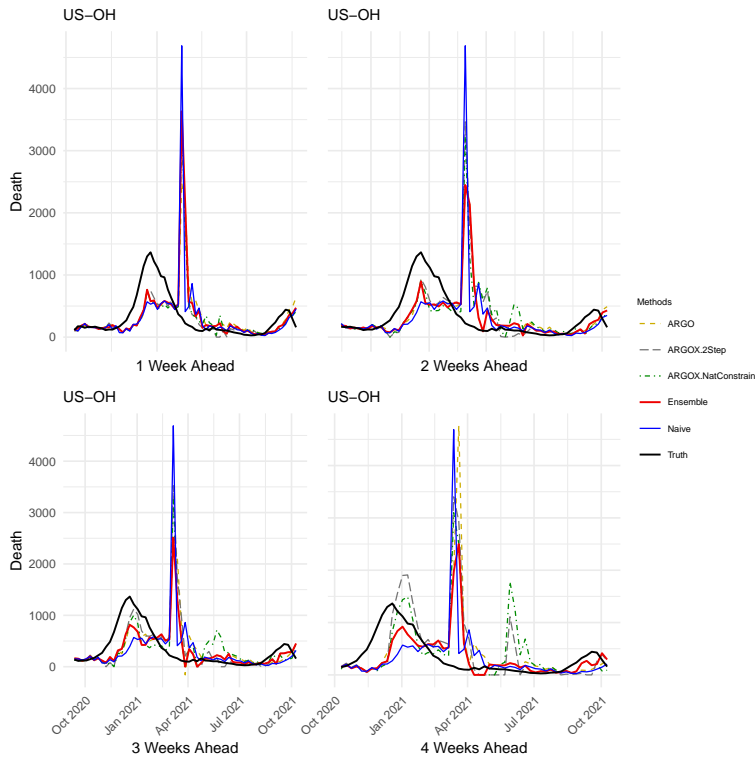 US−OH
US−OH
4000
3000
2000
1000
0
Death
1 Week Ahead
2 Weeks Ahead
US−OH
US−OH
4000
3000
2000
1000
0
Death
Oct 2020
Jan 2021
Apr 2021
Jul 2021
Oct 2021
Oct 2020
Jan 2021
Apr 2021
Jul 2021
Oct 2021
3 Weeks Ahead
4 Weeks Ahead
Methods
ARGO
ARGOX.2Step
ARGOX.NatConstrain
Ensemble
Naive
Truth